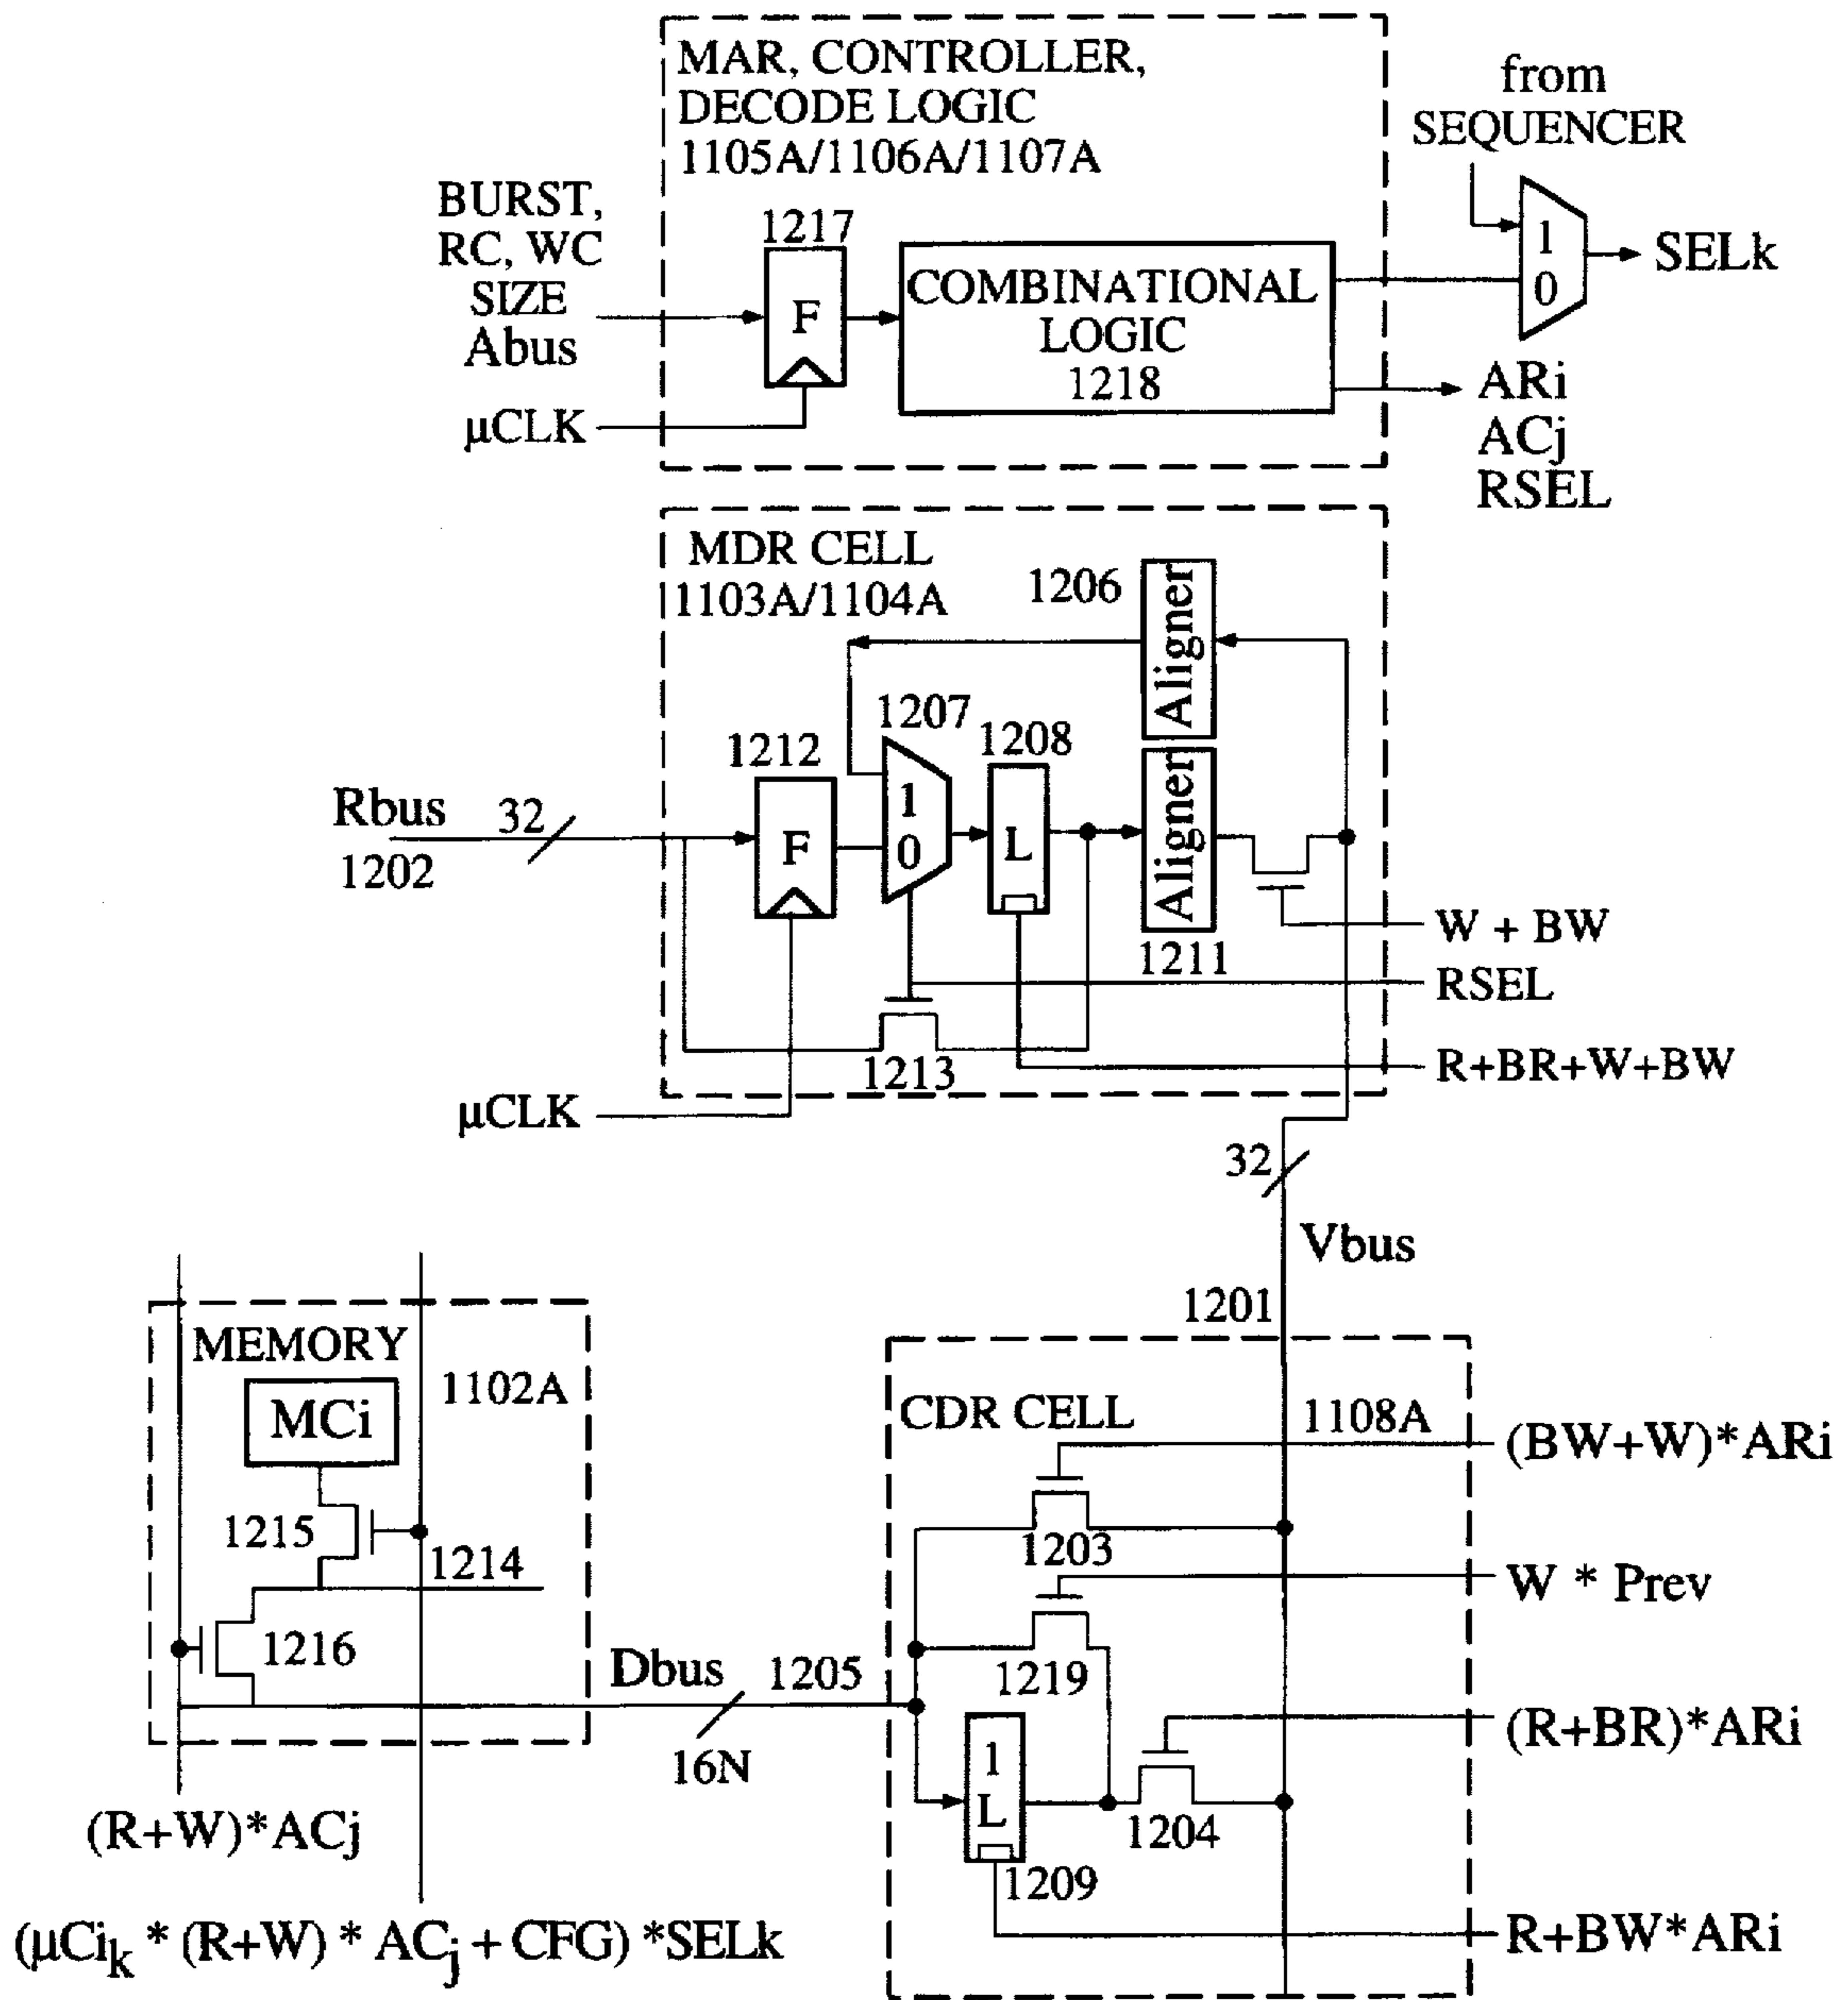 MAR, CONTROLLER,
DECODE LOGIC
1105A/1106A/1107A
from
SEQUENCER
BURST,
RC, WC
SIZE
Abus
1217
F
COMBINATIONAL
LOGIC
1218
1
0
SELk
µCLK
ARi
ACj
RSEL
MDR CELL
1103A/1104A
1206
Aligner
1207
1208
1212
Rbus
32
1202
F
1
0
L
Aligner
1211
W + BW
RSEL
1213
R+BR+W+BW
µCLK
32
Vbus
1201
MEMORY
1102A
MCi
1215
1214
1216
Dbus
1205
16N
(R+W)*ACj
(µCik * (R+W) * ACj + CFG) *SELk
CDR CELL
1108A
(BW+W)*ARi
1203
W * Prev
1219
(R+BR)*ARi
1
L
1204
1209
R+BW*ARi